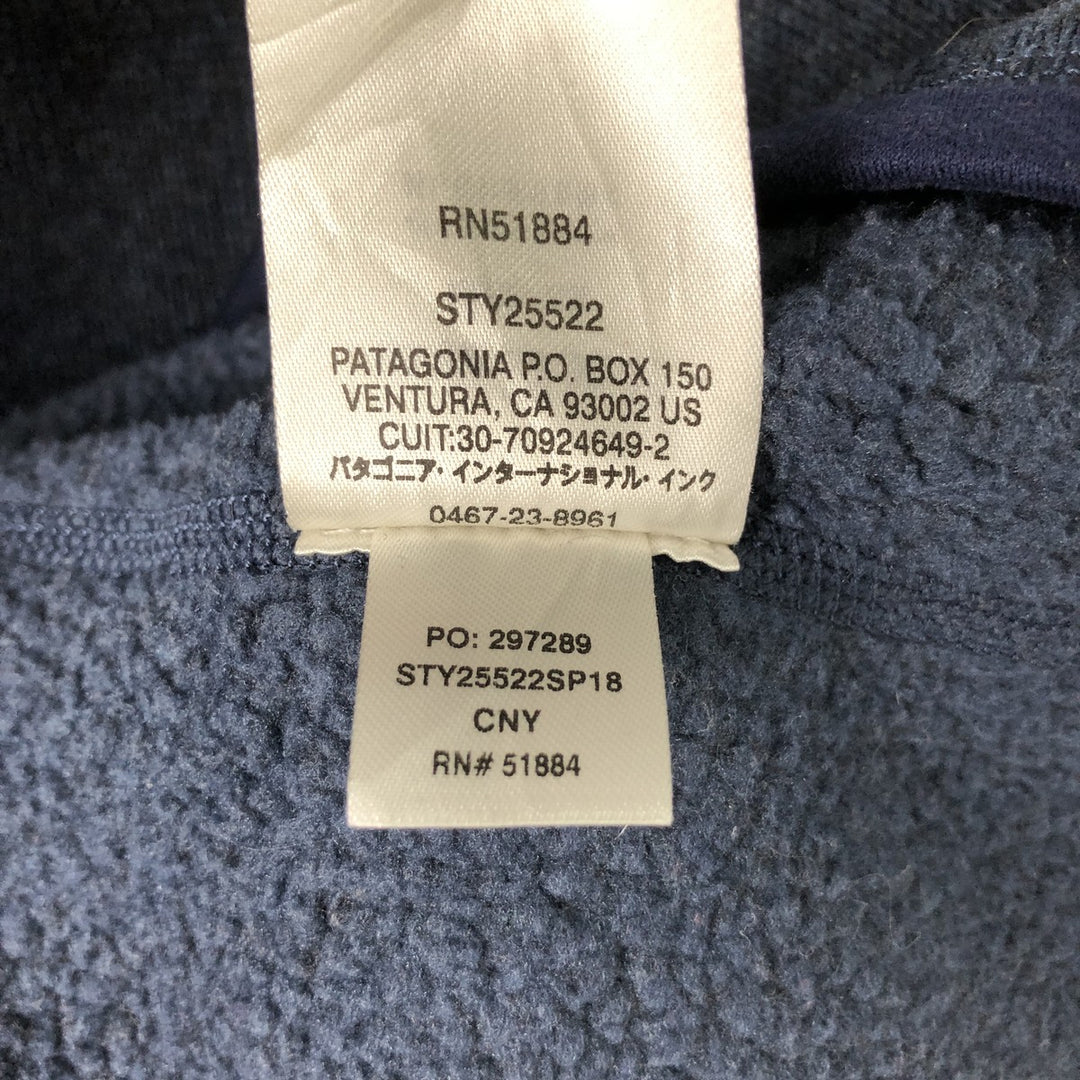 RN51884
STY25522
PATAGONIA P.O. BOX 150
VENTURA, CA 93002 US
CUIT:30-70924649-2
パタゴニア・インターナショナル・インク
0467-23-8961
PO: 297289
STY25522SP18
CNY
RN# 51884